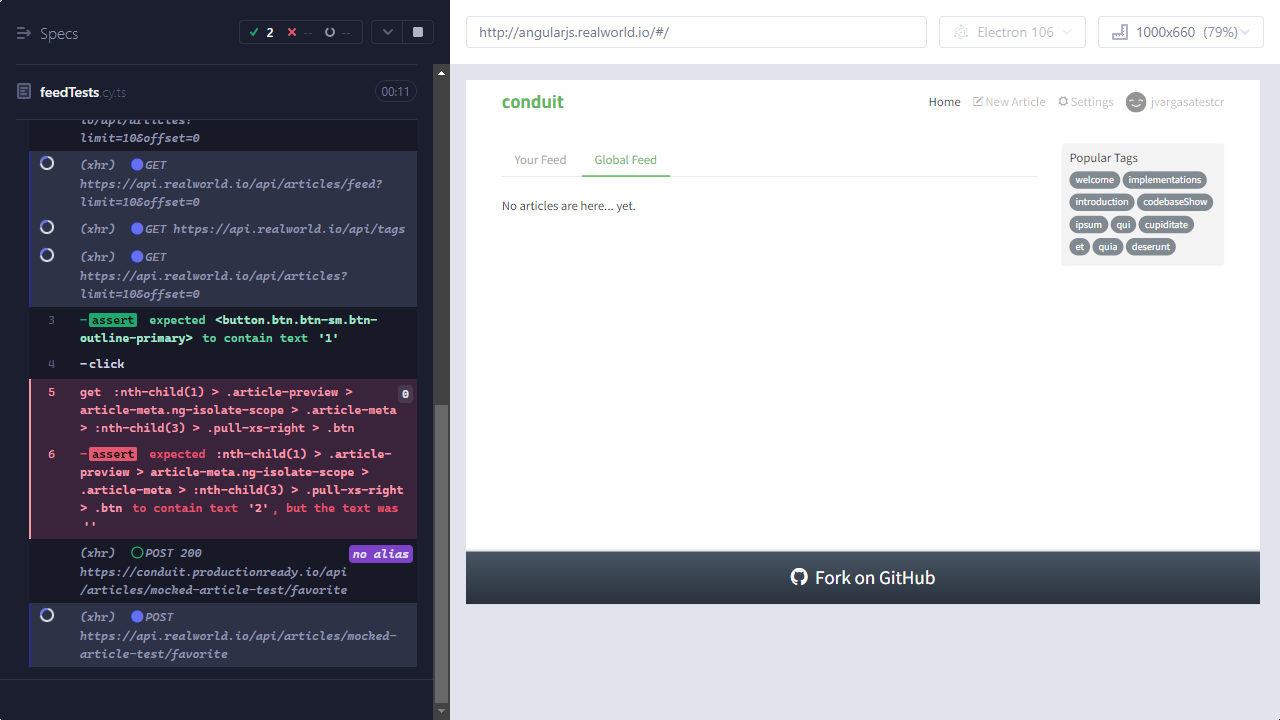 Specs
2
--
--
feedTests.cy.ts
00:11
io/api/articles?
limit=10&offset=0
(xhr) GET
https://api.realworld.io/api/articles/feed?
limit=10&offset=0
(xhr) GET https://api.realworld.io/api/tags
(xhr) GET
https://api.realworld.io/api/articles?
limit=10&offset=0
3 -assert expected <button.btn.btn-sm.btn-
outline-primary> to contain text '1'
4 -click
5 get :nth-child(1) > .article-preview > 0
article-meta.ng-isolate-scope > .article-meta
> :nth-child(3) > .pull-xs-right > .btn
6 -assert expected :nth-child(1) > .article-
preview > article-meta.ng-isolate-scope >
.article-meta > :nth-child(3) > .pull-xs-right
> .btn to contain text '2', but the text was
''
(xhr) POST 200 no alias
https://conduit.productionready.io/api
/articles/mocked-article-test/favorite
(xhr) POST
https://api.realworld.io/api/articles/mocked-
article-test/favorite
http://angularjs.realworld.io/#/
Electron 106
1000x660 (79%)
conduit
Home New Article Settings jvargasatestcr
Your Feed Global Feed
No articles are here... yet.
Popular Tags
welcome implementations
introduction codebaseShow
ipsum qui cupiditate
et quia deserunt
Fork on GitHub